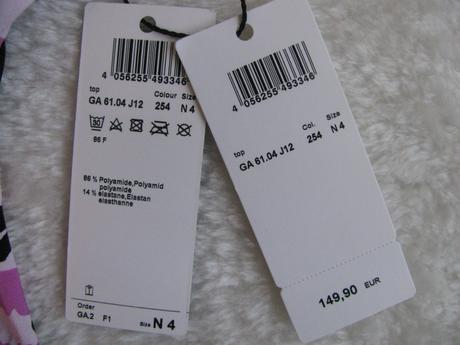 4 056255 493346
top Colour Size
GA 61.04 J12 254 N 4
30
86 F
86 % Polyamide,Polyamid
polyamide
14 % elastane,Elastan
elasthanne
Order
GA.2 F1 Size N 4
4 056255 493346
top Col. Size
GA 61.04 J12 254 N 4
149,90 EUR